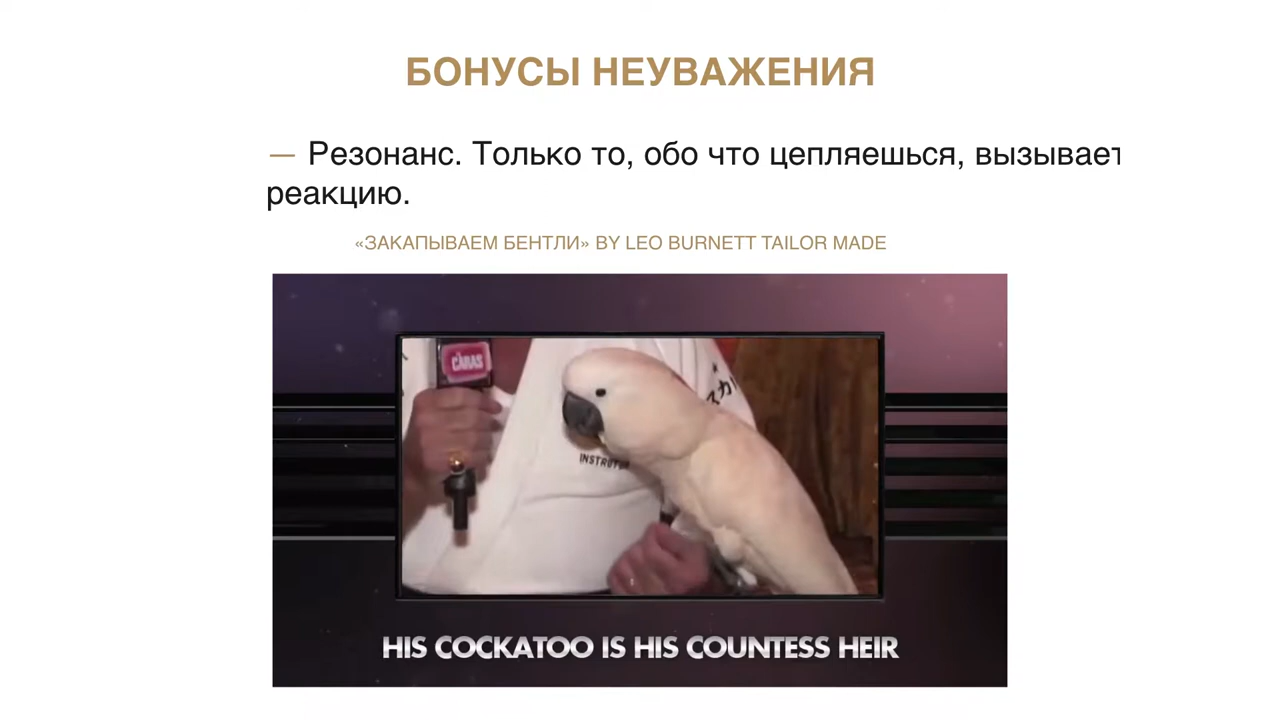 БОНУСЫ НЕУВАЖЕНИЯ
— Резонанс. Только то, обо что цепляешься, вызывает
реакцию.
«ЗАКАПЫВАЕМ БЕНТЛИ» BY LEO BURNETT TAILOR MADE
CARAS
INSTRUTOR
HIS COCKATOO IS HIS COUNTESS HEIR